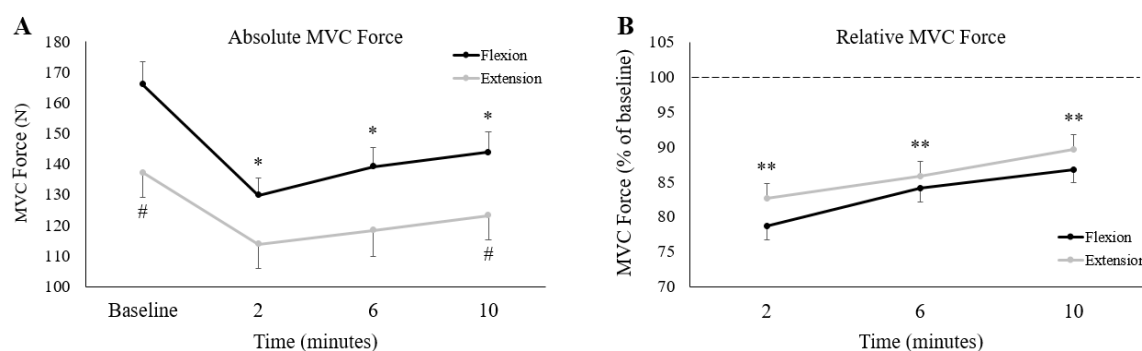 A
Absolute MVC Force
MVC Force (N)
180
170
160
150
140
130
120
110
100
Flexion
Extension
*
*
*
#
#
Baseline
2
6
10
Time (minutes)
B
Relative MVC Force
MVC Force (% of baseline)
105
100
95
90
85
80
75
70
**
**
**
Flexion
Extension
2
6
10
Time (minutes)